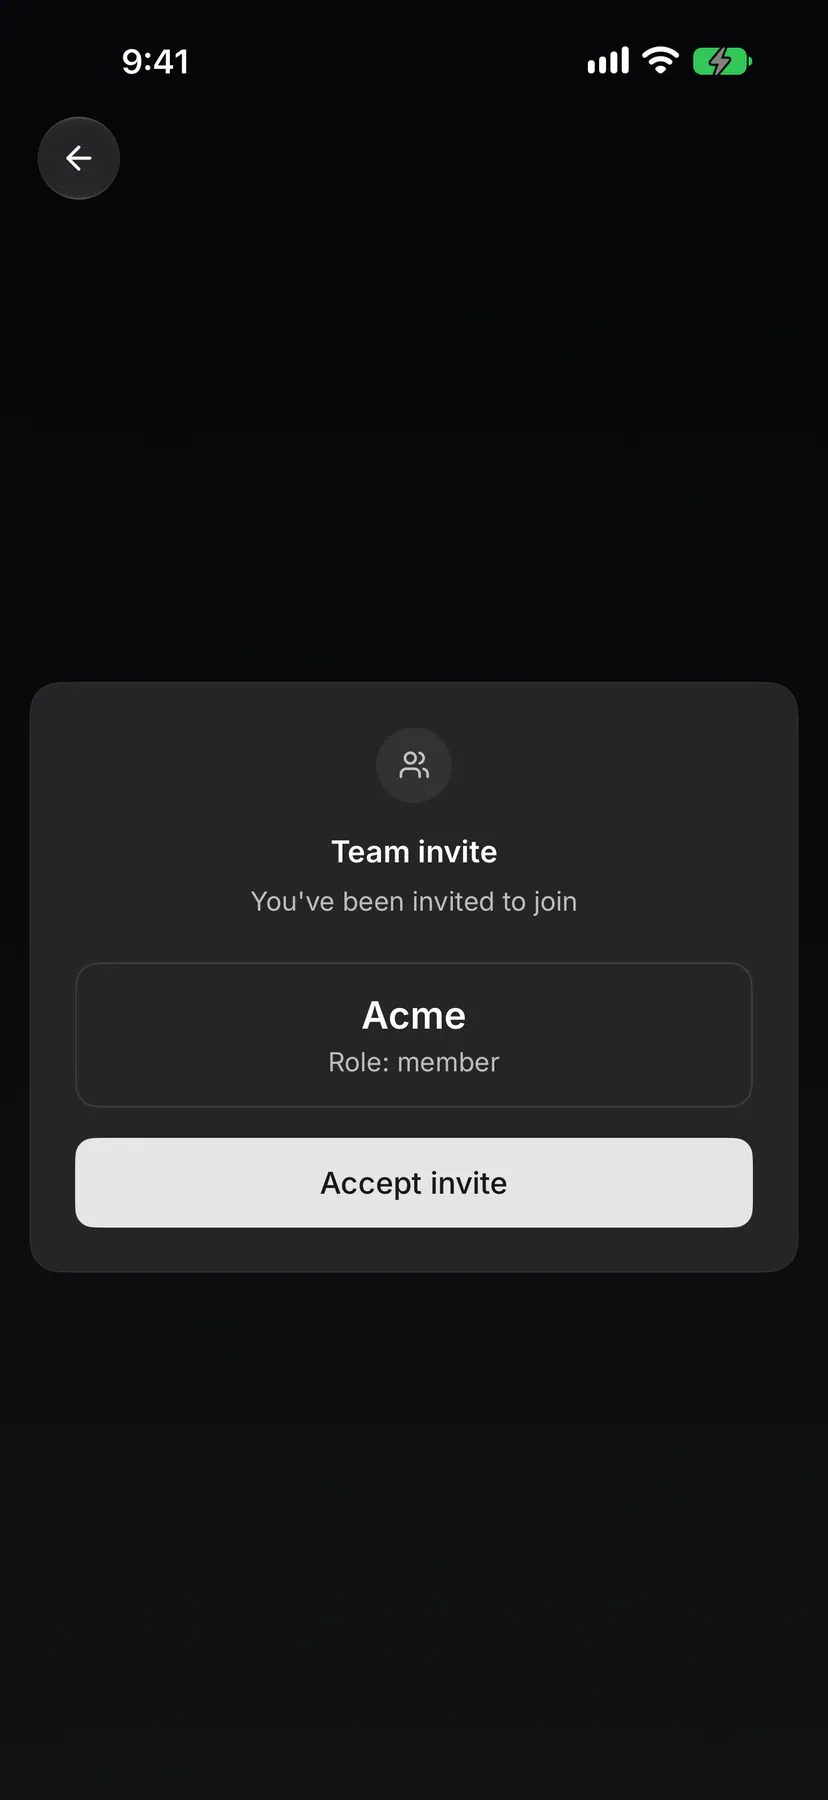 9:41
Team invite
You've been invited to join
Acme
Role: member
Accept invite